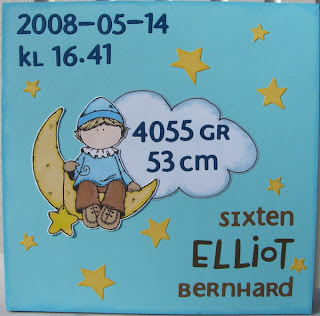 2008-05-14
KL 16.41
4055 GR
53 cm
sixten
ELLiOT
BERNHARD